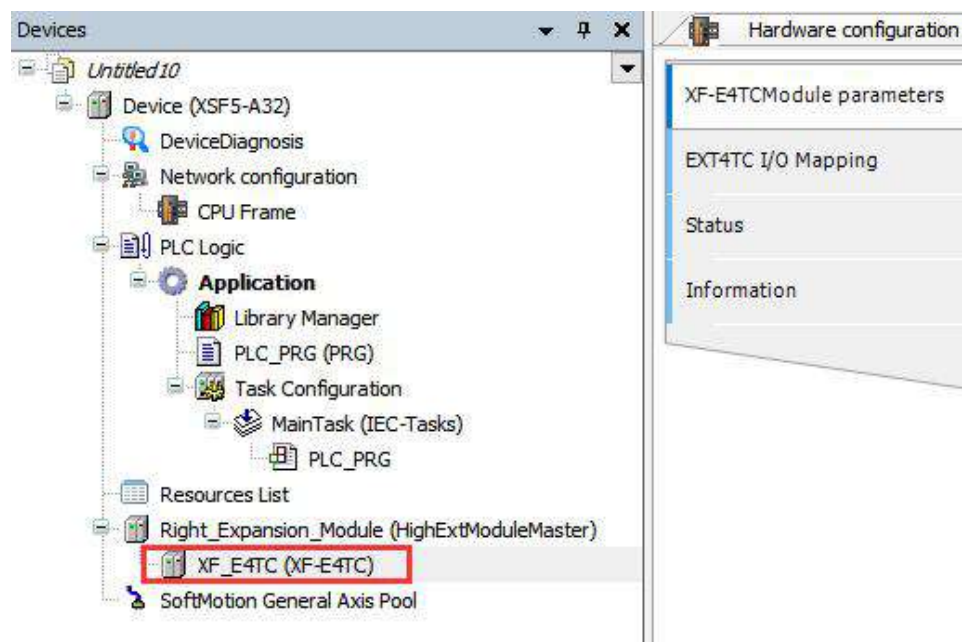 Devices
Untitled10
Device (XSF5-A32)
DeviceDiagnosis
Network configuration
CPU Frame
PLC Logic
Application
Library Manager
PLC_PRG (PRG)
Task Configuration
MainTask (IEC-Tasks)
PLC_PRG
Resources List
Right_Expansion_Module (HighExtModuleMaster)
XF_E4TC (XF-E4TC)
SoftMotion General Axis Pool
Hardware configuration
XF-E4TCModule parameters
EXT4TC I/O Mapping
Status
Information